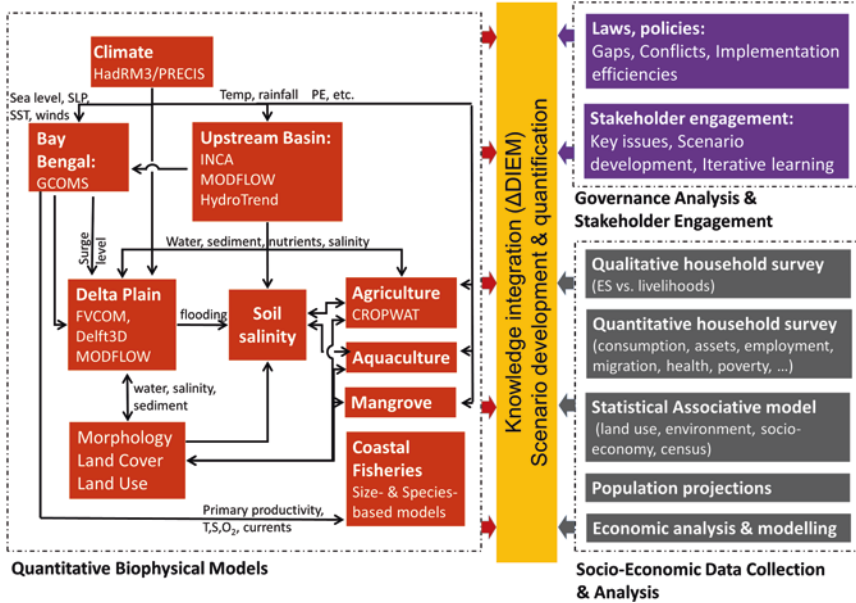 Climate
HadRM3/PRECIS
Sea level, SLP,
SST, winds
Temp, rainfall PE, etc.
Bay
Bengal:
GCOMS
Upstream Basin:
INCA
MODFLOW
HydroTrend
Surge
level
Water, sediment, nutrients, salinity
Delta Plain
FVCOM,
Delft3D
MODFLOW
flooding
Soil
salinity
Agriculture
CROPWAT
Aquaculture
Mangrove
water, salinity,
sediment
Morphology
Land Cover
Land Use
Coastal
Fisheries
Size- & Species-
based models
Primary productivity,
T,S,O₂, currents
Quantitative Biophysical Models
Knowledge integration (ΔDIEM)
Scenario development & quantification
Laws, policies:
Gaps, Conflicts, Implementation
efficiencies
Stakeholder engagement:
Key issues, Scenario
development, Iterative learning
Governance Analysis &
Stakeholder Engagement
Qualitative household survey
(ES vs. livelihoods)
Quantitative household survey
(consumption, assets, employment,
migration, health, poverty, ...)
Statistical Associative model
(land use, environment, socio-
economy, census)
Population projections
Economic analysis & modelling
Socio-Economic Data Collection
& Analysis